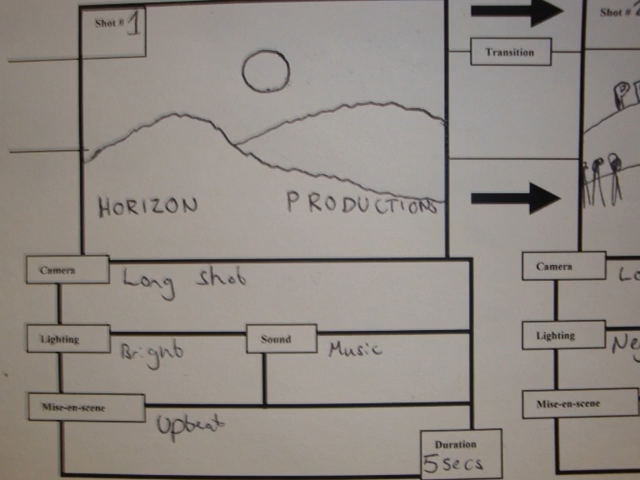 Shot # 1
Transition
Shot #
HORIZON PRODUCTIONS
Camera
Long shot
Lighting
Bright
Sound
Music
Mise-en-scene
Upbeat
Duration
5 secs
Camera
Lighting
Mise-en-scene